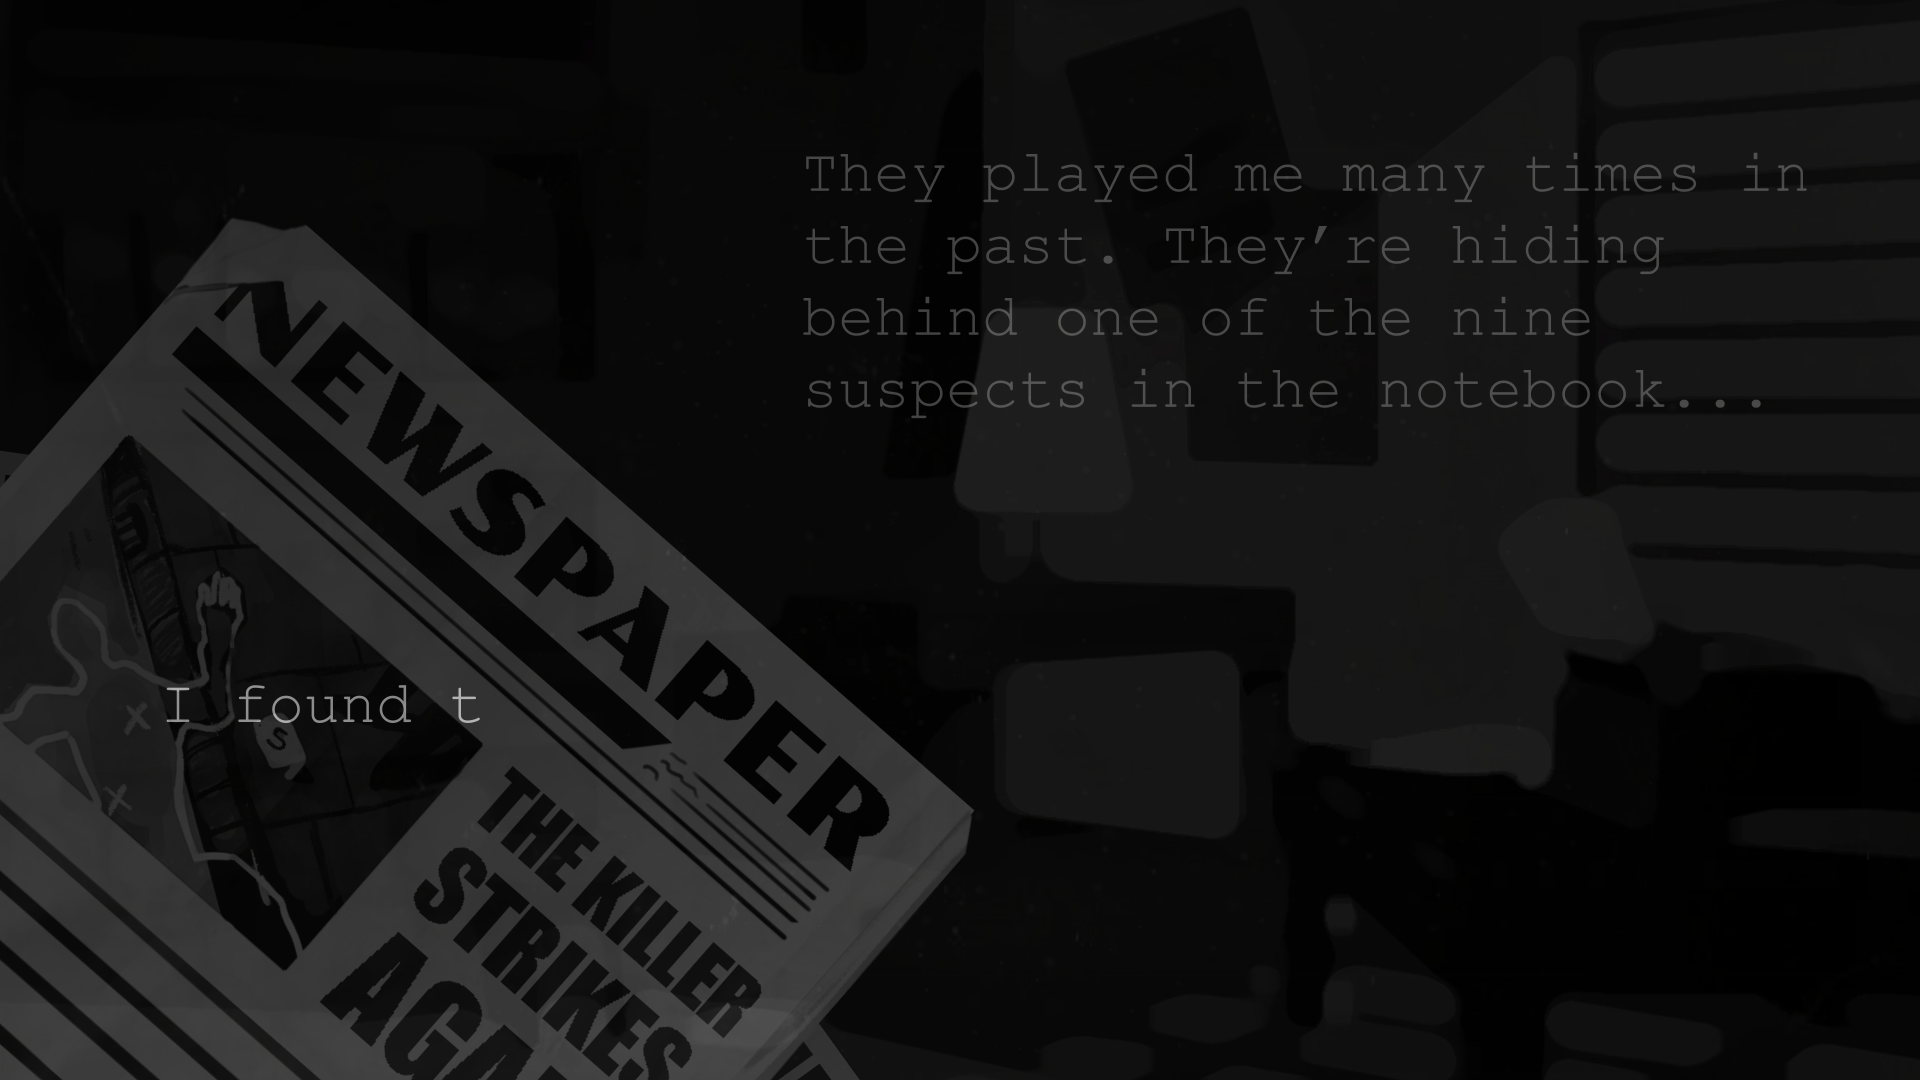 They played me many times in
the past. They’re hiding
behind one of the nine
suspects in the notebook...
NEWSPAPER
I found t
S
THE KILLER
STRIKES
AGA